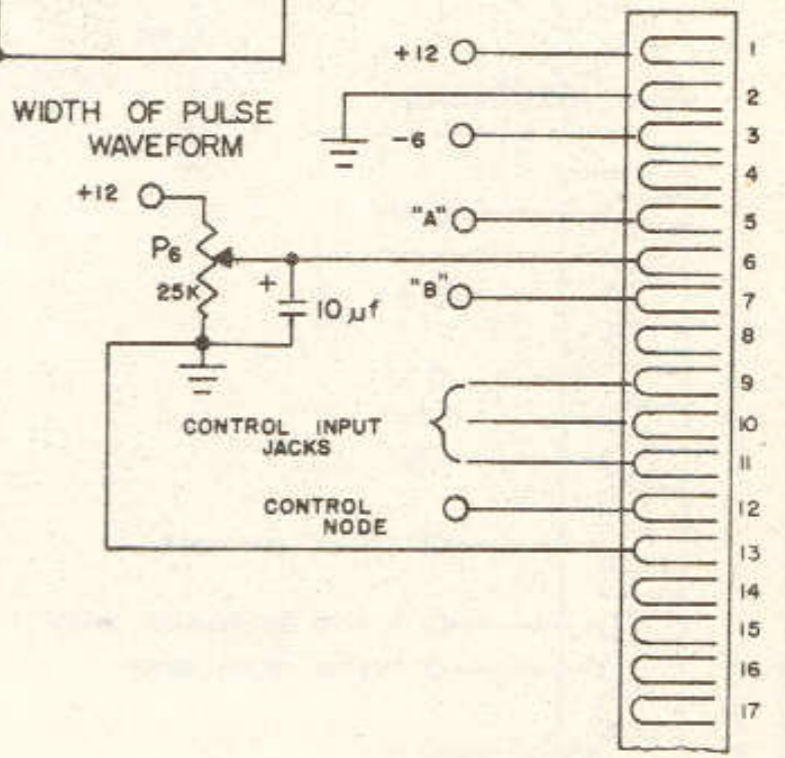 +12
1
2
WIDTH OF PULSE
WAVEFORM
-6
3
4
+12
"A"
5
P6
6
25K
+
10 µf
"B"
7
8
9
CONTROL INPUT
JACKS
10
11
CONTROL
NODE
12
13
14
15
16
17